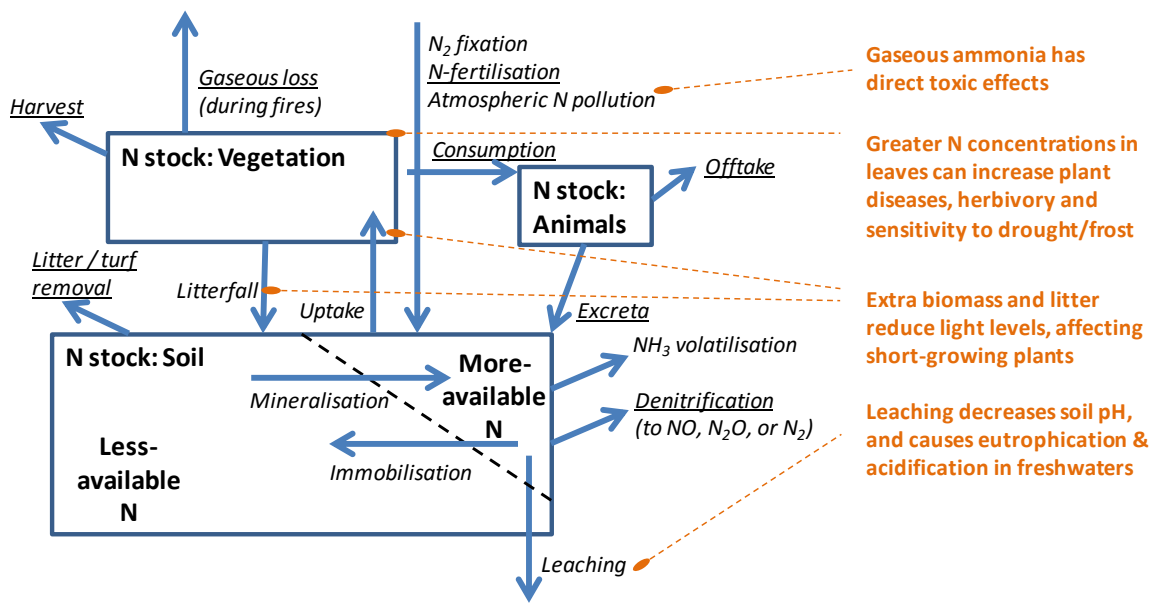 N₂ fixation
N-fertilisation
Atmospheric N pollution
Gaseous loss
(during fires)
Harvest
N stock: Vegetation
Consumption
N stock:
Animals
Offtake
Litter / turf
removal
Litterfall
Uptake
Excreta
N stock: Soil
More-
available
N
Mineralisation
Immobilisation
Less-
available
N
NH₃ volatilisation
Denitrification
(to NO, N₂O, or N₂)
Leaching
Gaseous ammonia has
direct toxic effects
Greater N concentrations in
leaves can increase plant
diseases, herbivory and
sensitivity to drought/frost
Extra biomass and litter
reduce light levels, affecting
short-growing plants
Leaching decreases soil pH,
and causes eutrophication &
acidification in freshwaters